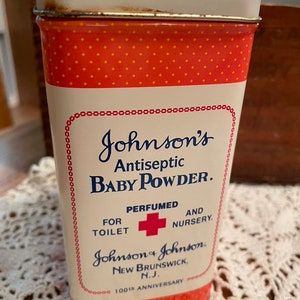 Johnson's
Antiseptic
BABY POWDER.
PERFUMED
FOR AND
TOILET NURSERY.
Johnson & Johnson.
NEW BRUNSWICK,
N.J.
100TH ANNIVERSARY